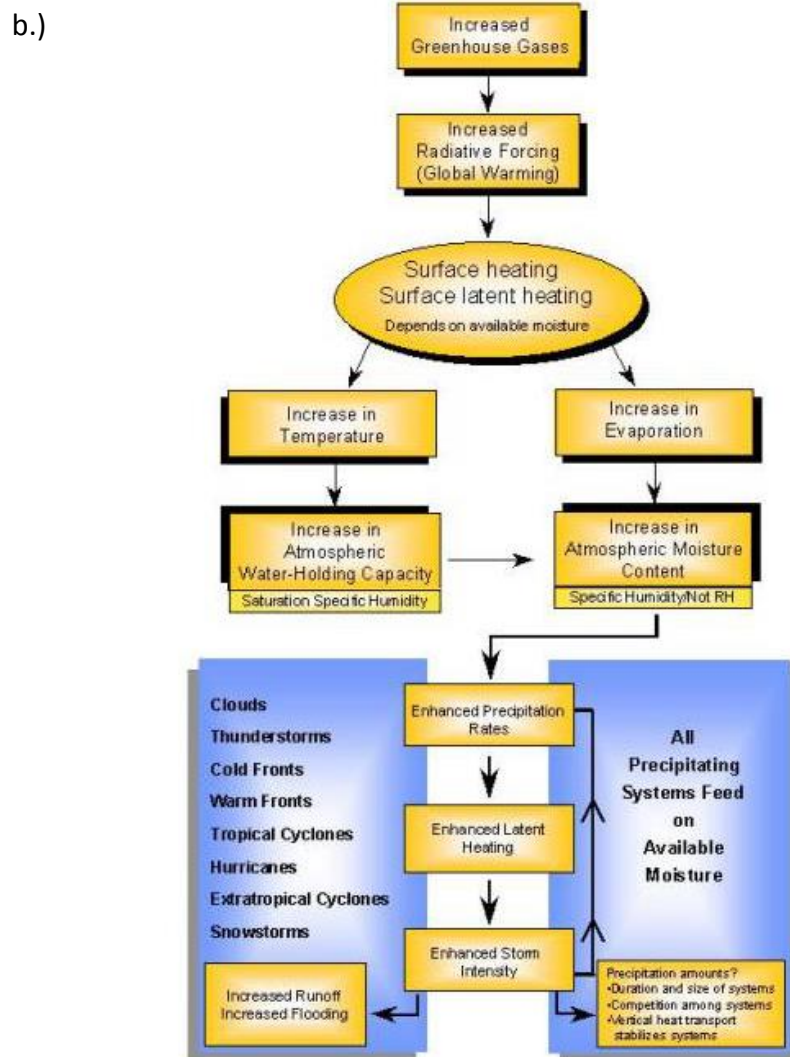 b.)
Increased
Greenhouse Gases
Increased
Radiative Forcing
(Global Warming)
Surface heating
Surface latent heating
Depends on available moisture
Increase in
Temperature
Increase in
Evaporation
Increase in
Atmospheric
Water-Holding Capacity
Saturation Specific Humidity
Increase in
Atmospheric Moisture
Content
Specific Humidity/Not RH
Clouds
Thunderstorms
Cold Fronts
Warm Fronts
Tropical Cyclones
Hurricanes
Extratropical Cyclones
Snowstorms
Enhanced Precipitation
Rates
Enhanced Latent
Heating
Enhanced Storm
Intensity
All
Precipitating
Systems Feed
on
Available
Moisture
Increased Runoff
Increased Flooding
Precipitation amounts?
•Duration and size of systems
•Competition among systems
•Vertical heat transport
stabilizes systems